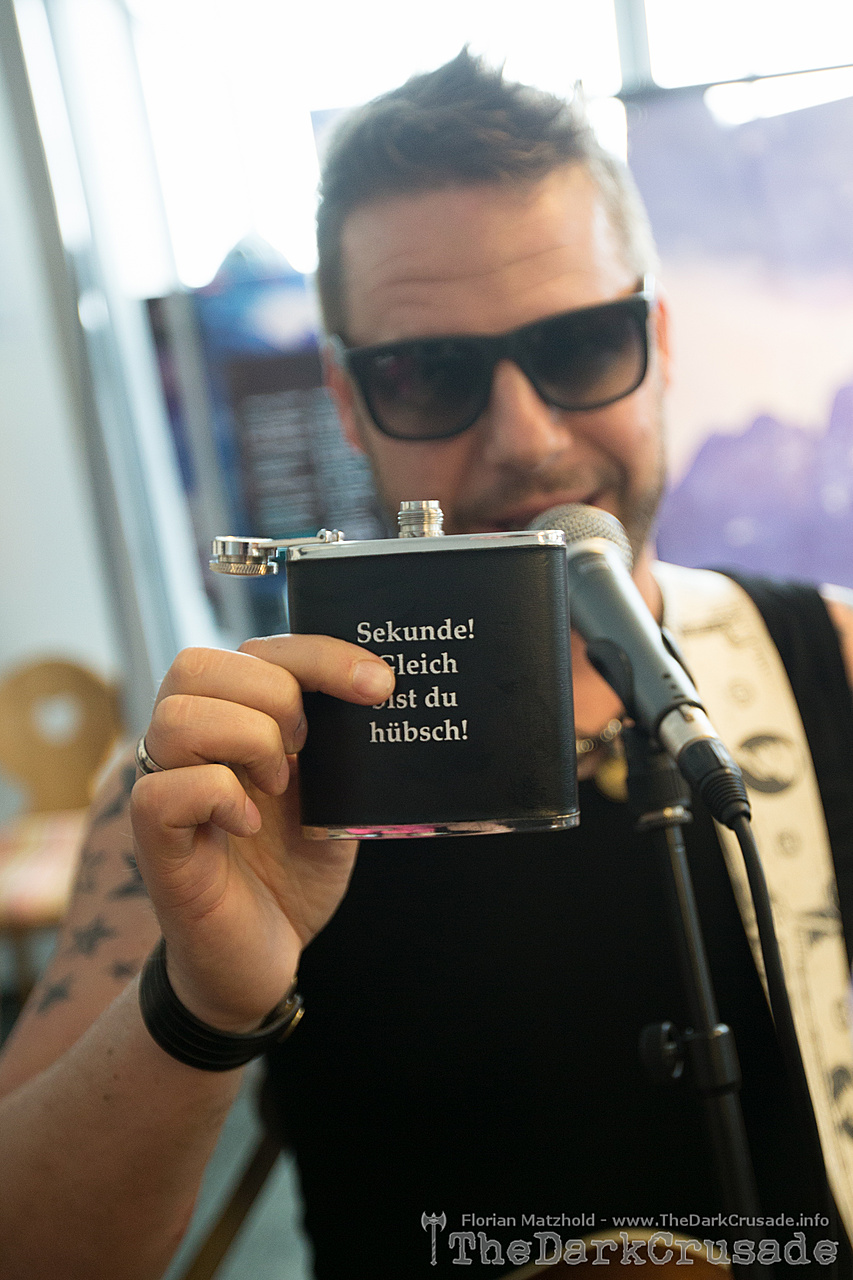 Sekunde!
Gleich
bist du
hübsch!
Florian Matzhold - www.TheDarkCrusade.info
TheDarkCrusade